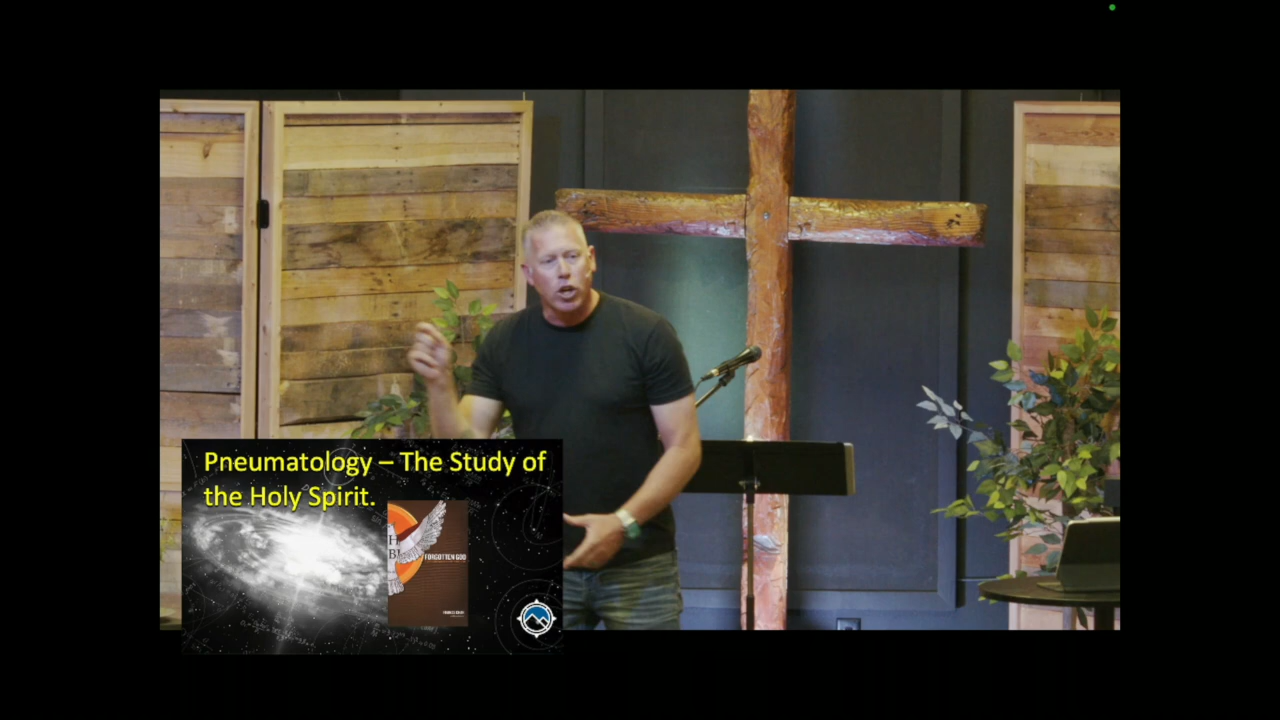 Pneumatology – The Study of
the Holy Spirit.
FORGOTTEN GOD